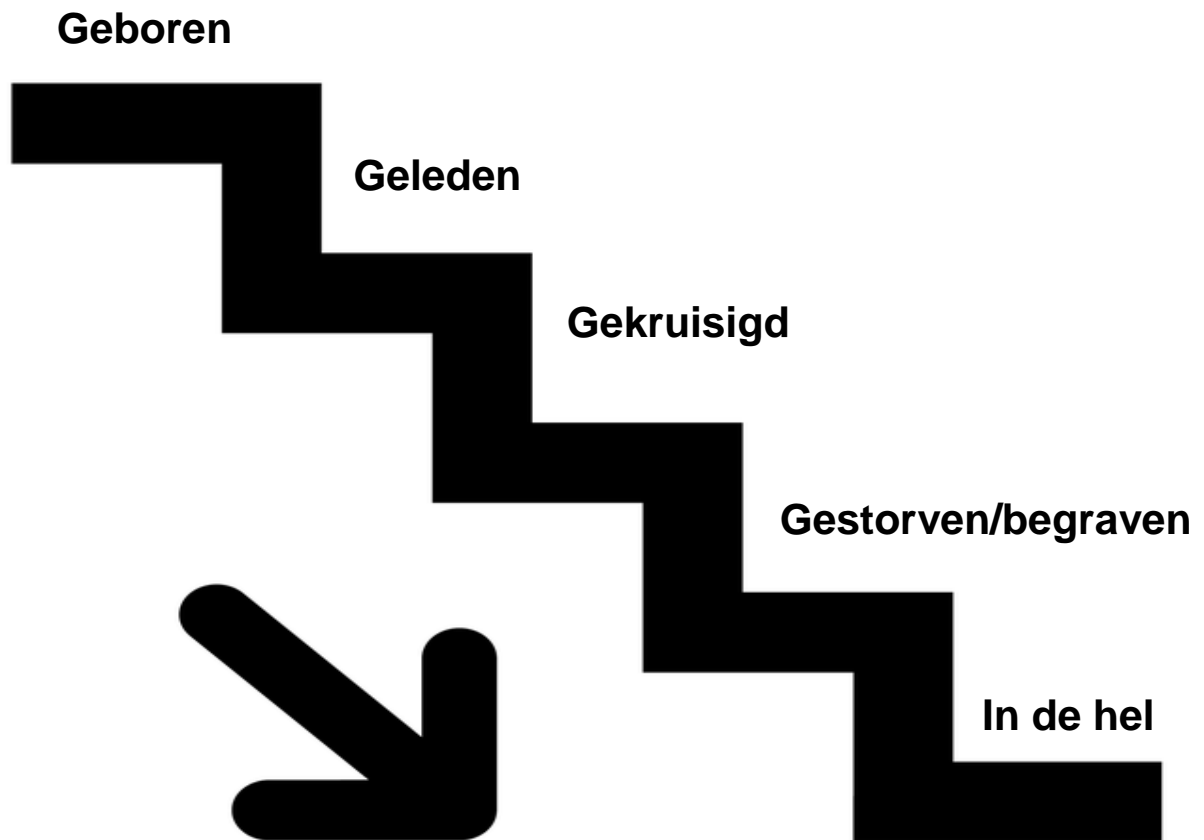 Geboren
Geleden
Gekruisigd
Gestorven/begraven
In de hel